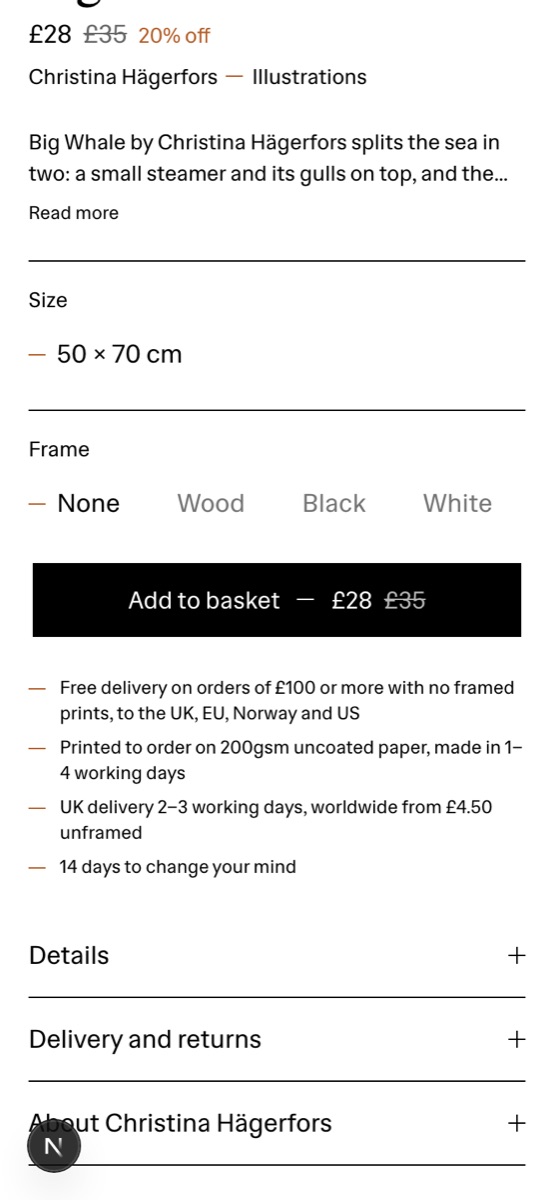 £28 £35 20% off
Christina Hägerfors — Illustrations
Big Whale by Christina Hägerfors splits the sea in
two: a small steamer and its gulls on top, and the...
Read more
Size
— 50 × 70 cm
Frame
— None Wood Black White
Add to basket — £28 £35
— Free delivery on orders of £100 or more with no framed
prints, to the UK, EU, Norway and US
— Printed to order on 200gsm uncoated paper, made in 1–
4 working days
— UK delivery 2–3 working days, worldwide from £4.50
unframed
— 14 days to change your mind
Details +
Delivery and returns +
About Christina Hägerfors +
N